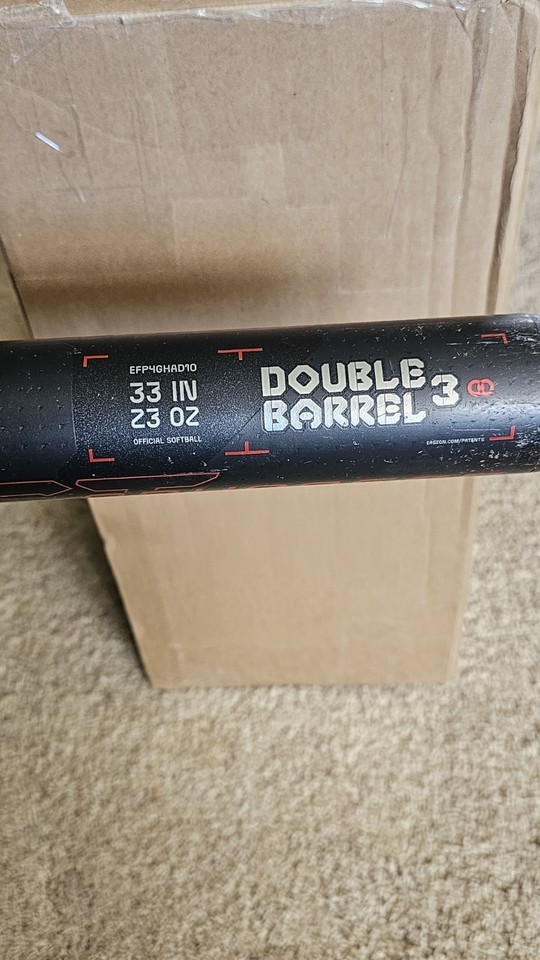 EFP4GHAD10
33 IN
23 OZ
OFFICIAL SOFTBALL
DOUBLE
BARREL 3
EASTON.COM/PATENTS